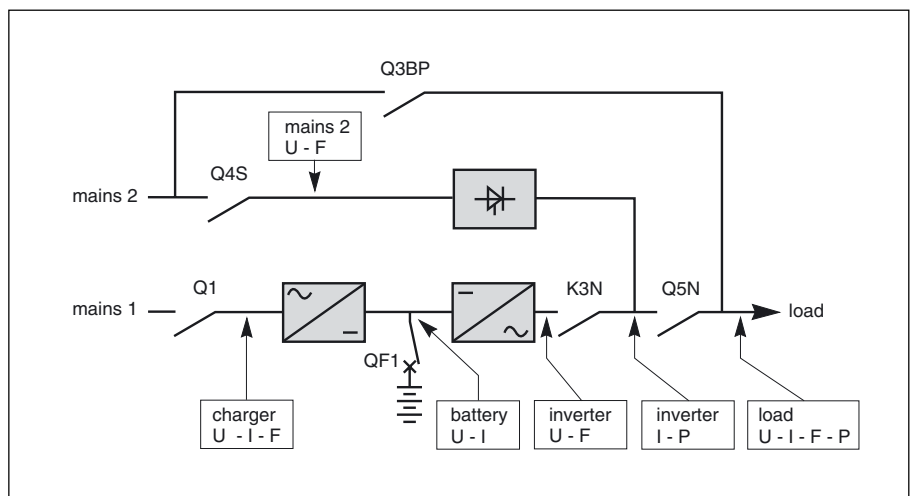 Q3BP
mains 2
U - F
Q4S
mains 2
mains 1
Q1
K3N
Q5N
load
QF1
charger
U - I - F
battery
U - I
inverter
U - F
inverter
I - P
load
U - I - F - P